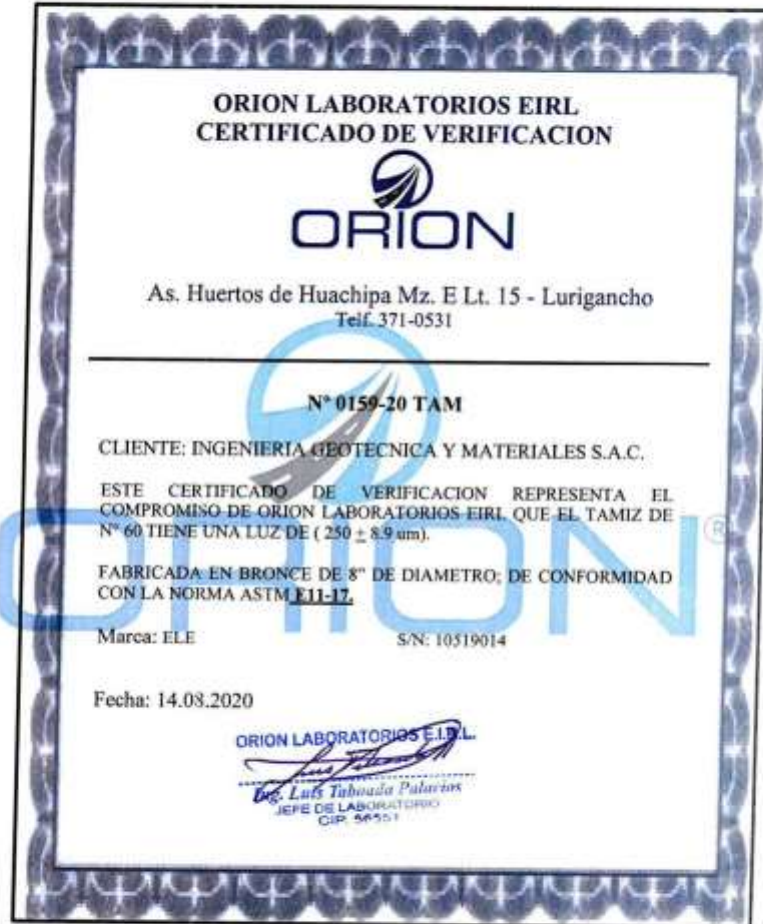 ORION LABORATORIOS EIRL
CERTIFICADO DE VERIFICACION
ORION
As. Huertos de Huachipa Mz. E Lt. 15 - Lurigancho
Telf. 371-0531
N° 0159-20 TAM
CLIENTE: INGENIERIA GEOTECNICA Y MATERIALES S.A.C.
ESTE CERTIFICADO DE VERIFICACION REPRESENTA EL
COMPROMISO DE ORION LABORATORIOS EIRL QUE EL TAMIZ DE
N° 60 TIENE UNA LUZ DE ( 250 ± 8.9 um).
FABRICADA EN BRONCE DE 8" DE DIAMETRO; DE CONFORMIDAD
CON LA NORMA ASTM E11-17.
ORION®
Marca: ELE S/N: 10519014
Fecha: 14.08.2020
ORION LABORATORIOS E.I.R.L.
Ing. Luis Taboada Palacios
JEFE DE LABORATORIO
CIP. 56551